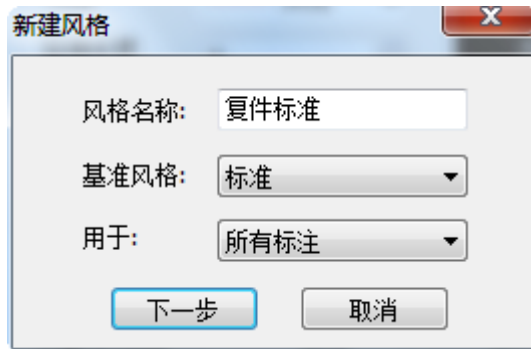 新建风格
风格名称: 复件标准
基准风格: 标准
用于: 所有标注
下一步 取消